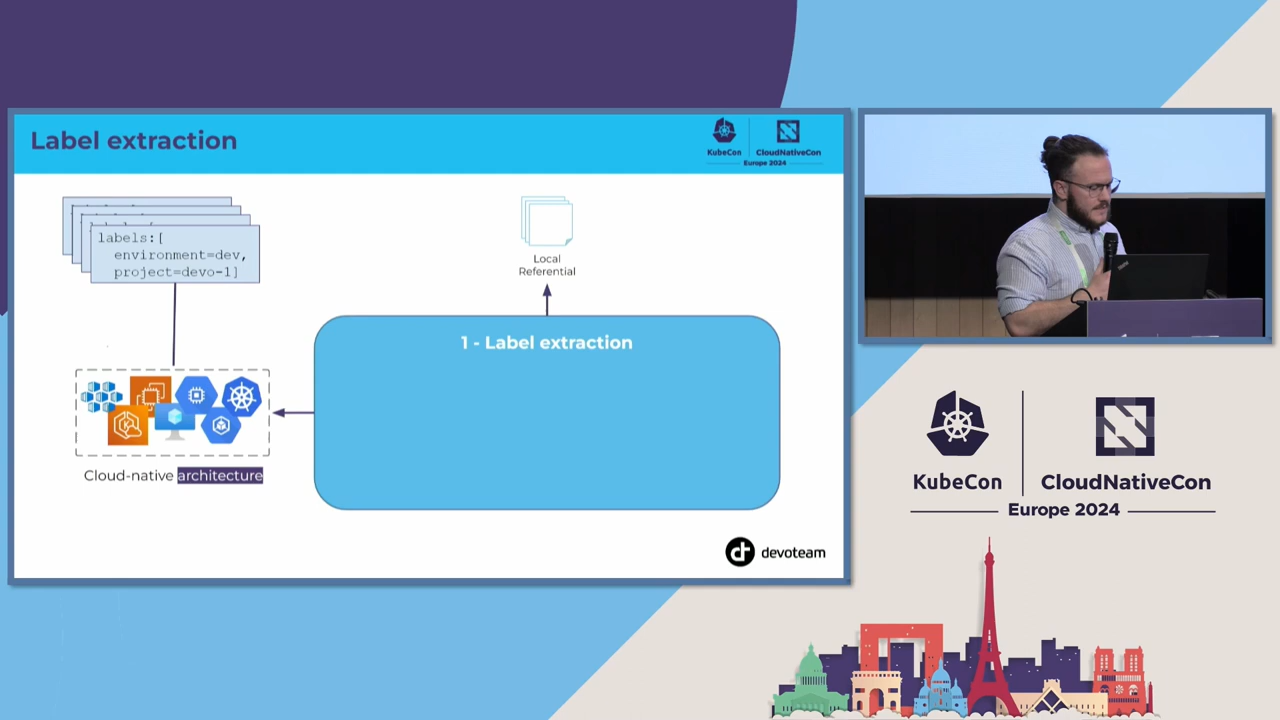 Label extraction
KubeCon
CloudNativeCon
Europe 2024
labels:[
environment=dev,
project=devo-1]
Local
Referential
1 - Label extraction
Cloud-native architecture
devoteam
KubeCon
CloudNativeCon
Europe 2024